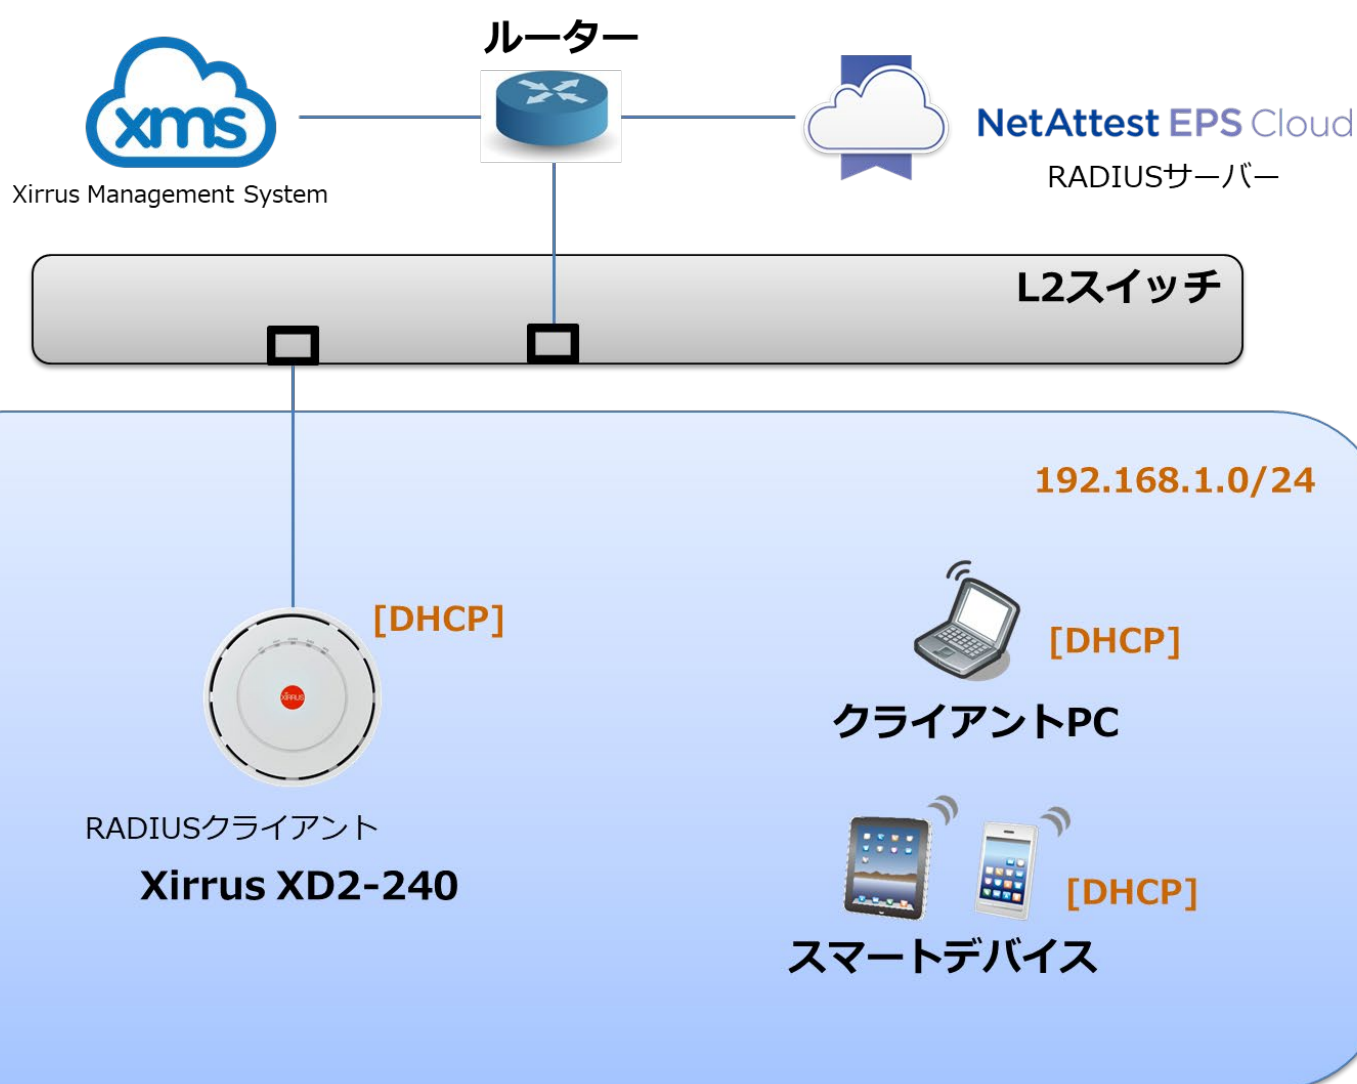 ルーター
xms
NetAttest EPS Cloud
Xirrus Management System
RADIUSサーバー
L2スイッチ
192.168.1.0/24
[DHCP]
[DHCP]
XIRRUS
クライアントPC
RADIUSクライアント
Xirrus XD2-240
[DHCP]
スマートデバイス